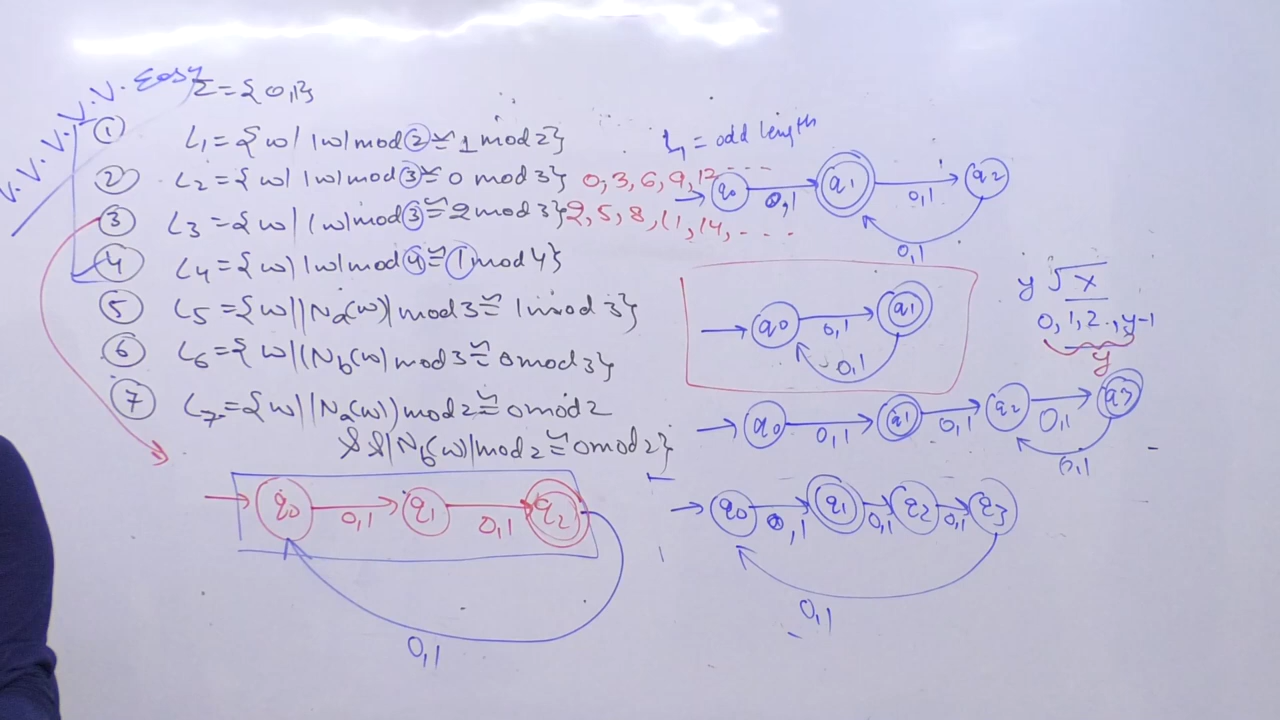 V. V. V. V. V. Easy
Σ = {0,1}
① L₁ = {w | |w| mod 2 ≅ 1 mod 2}
② L₂ = {w | |w| mod 3 ≅ 0 mod 3} 0, 3, 6, 9, 12 ...
③ L₃ = {w | |w| mod 3 ≅ 2 mod 3} 2, 5, 8, 11, 14, ....
④ L₄ = {w | |w| mod 4 ≅ 1 mod 4}
⑤ L₅ = {w | |Na(w)| mod 3 ≅ 1 mod 3}
⑥ L₆ = {w | |Nb(w)| mod 3 ≅ 0 mod 3}
⑦ L₇ = {w | |Na(w)| mod 2 ≅ 0 mod 2
&& |Nb(w)| mod 2 ≅ 0 mod 2}
q0 0,1 q1 0,1 q2
0,1
L₁ = odd length
q0 0,1 q1 0,1 q2
0,1
q0 0,1 q1
0,1
y √x
0, 1, 2 .., y-1
y
q0 0,1 q1 0,1 q2 0,1 q3
0,1
q0 0,1 q1 0,1 q2 0,1 q3
0,1